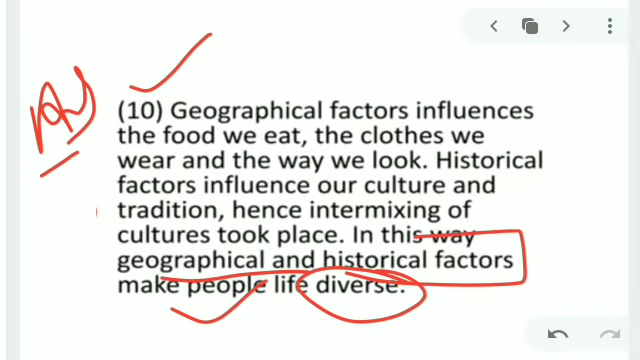 (10) Geographical factors influences
the food we eat, the clothes we
wear and the way we look. Historical
factors influence our culture and
tradition, hence intermixing of
cultures took place. In this way
geographical and historical factors
make people life diverse.